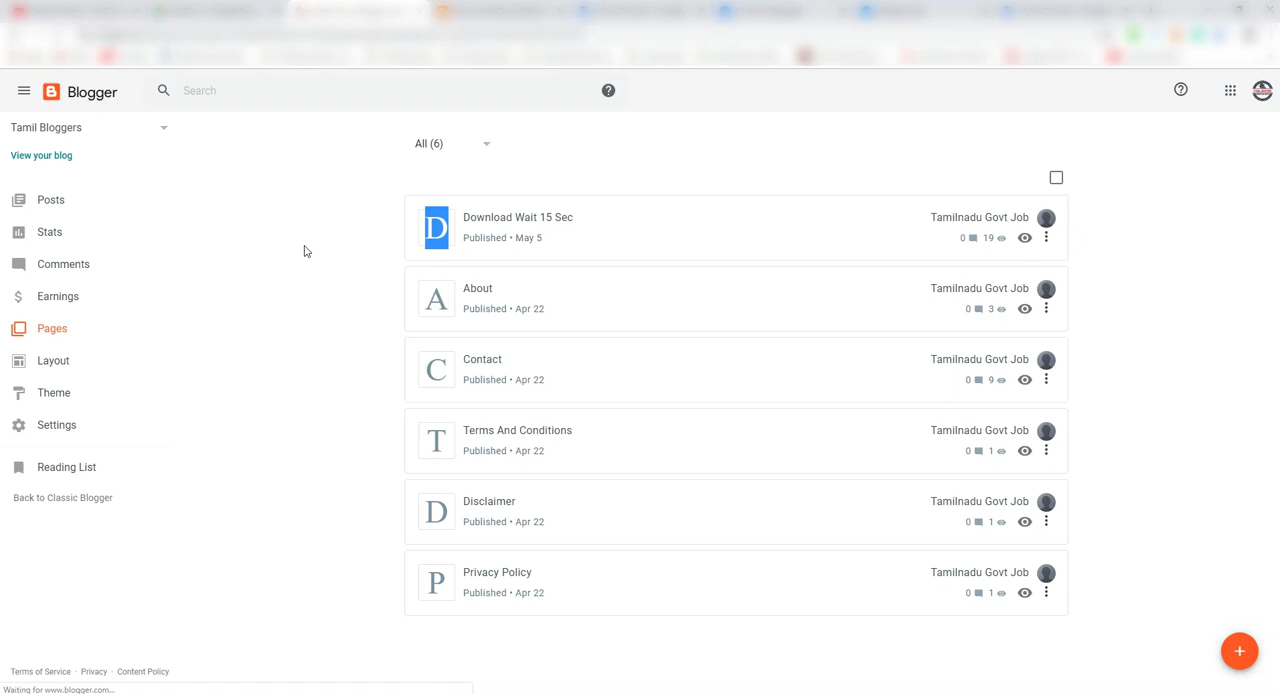 Blogger
Search
Tamil Bloggers
View your blog
Posts
Stats
Comments
Earnings
Pages
Layout
Theme
Settings
Reading List
Back to Classic Blogger
Terms of Service · Privacy · Content Policy
Waiting for www.blogger.com...
All (6)
D
Download Wait 15 Sec
Published • May 5
Tamilnadu Govt Job
0 19
A
About
Published • Apr 22
Tamilnadu Govt Job
0 3
C
Contact
Published • Apr 22
Tamilnadu Govt Job
0 9
T
Terms And Conditions
Published • Apr 22
Tamilnadu Govt Job
0 1
D
Disclaimer
Published • Apr 22
Tamilnadu Govt Job
0 1
P
Privacy Policy
Published • Apr 22
Tamilnadu Govt Job
0 1